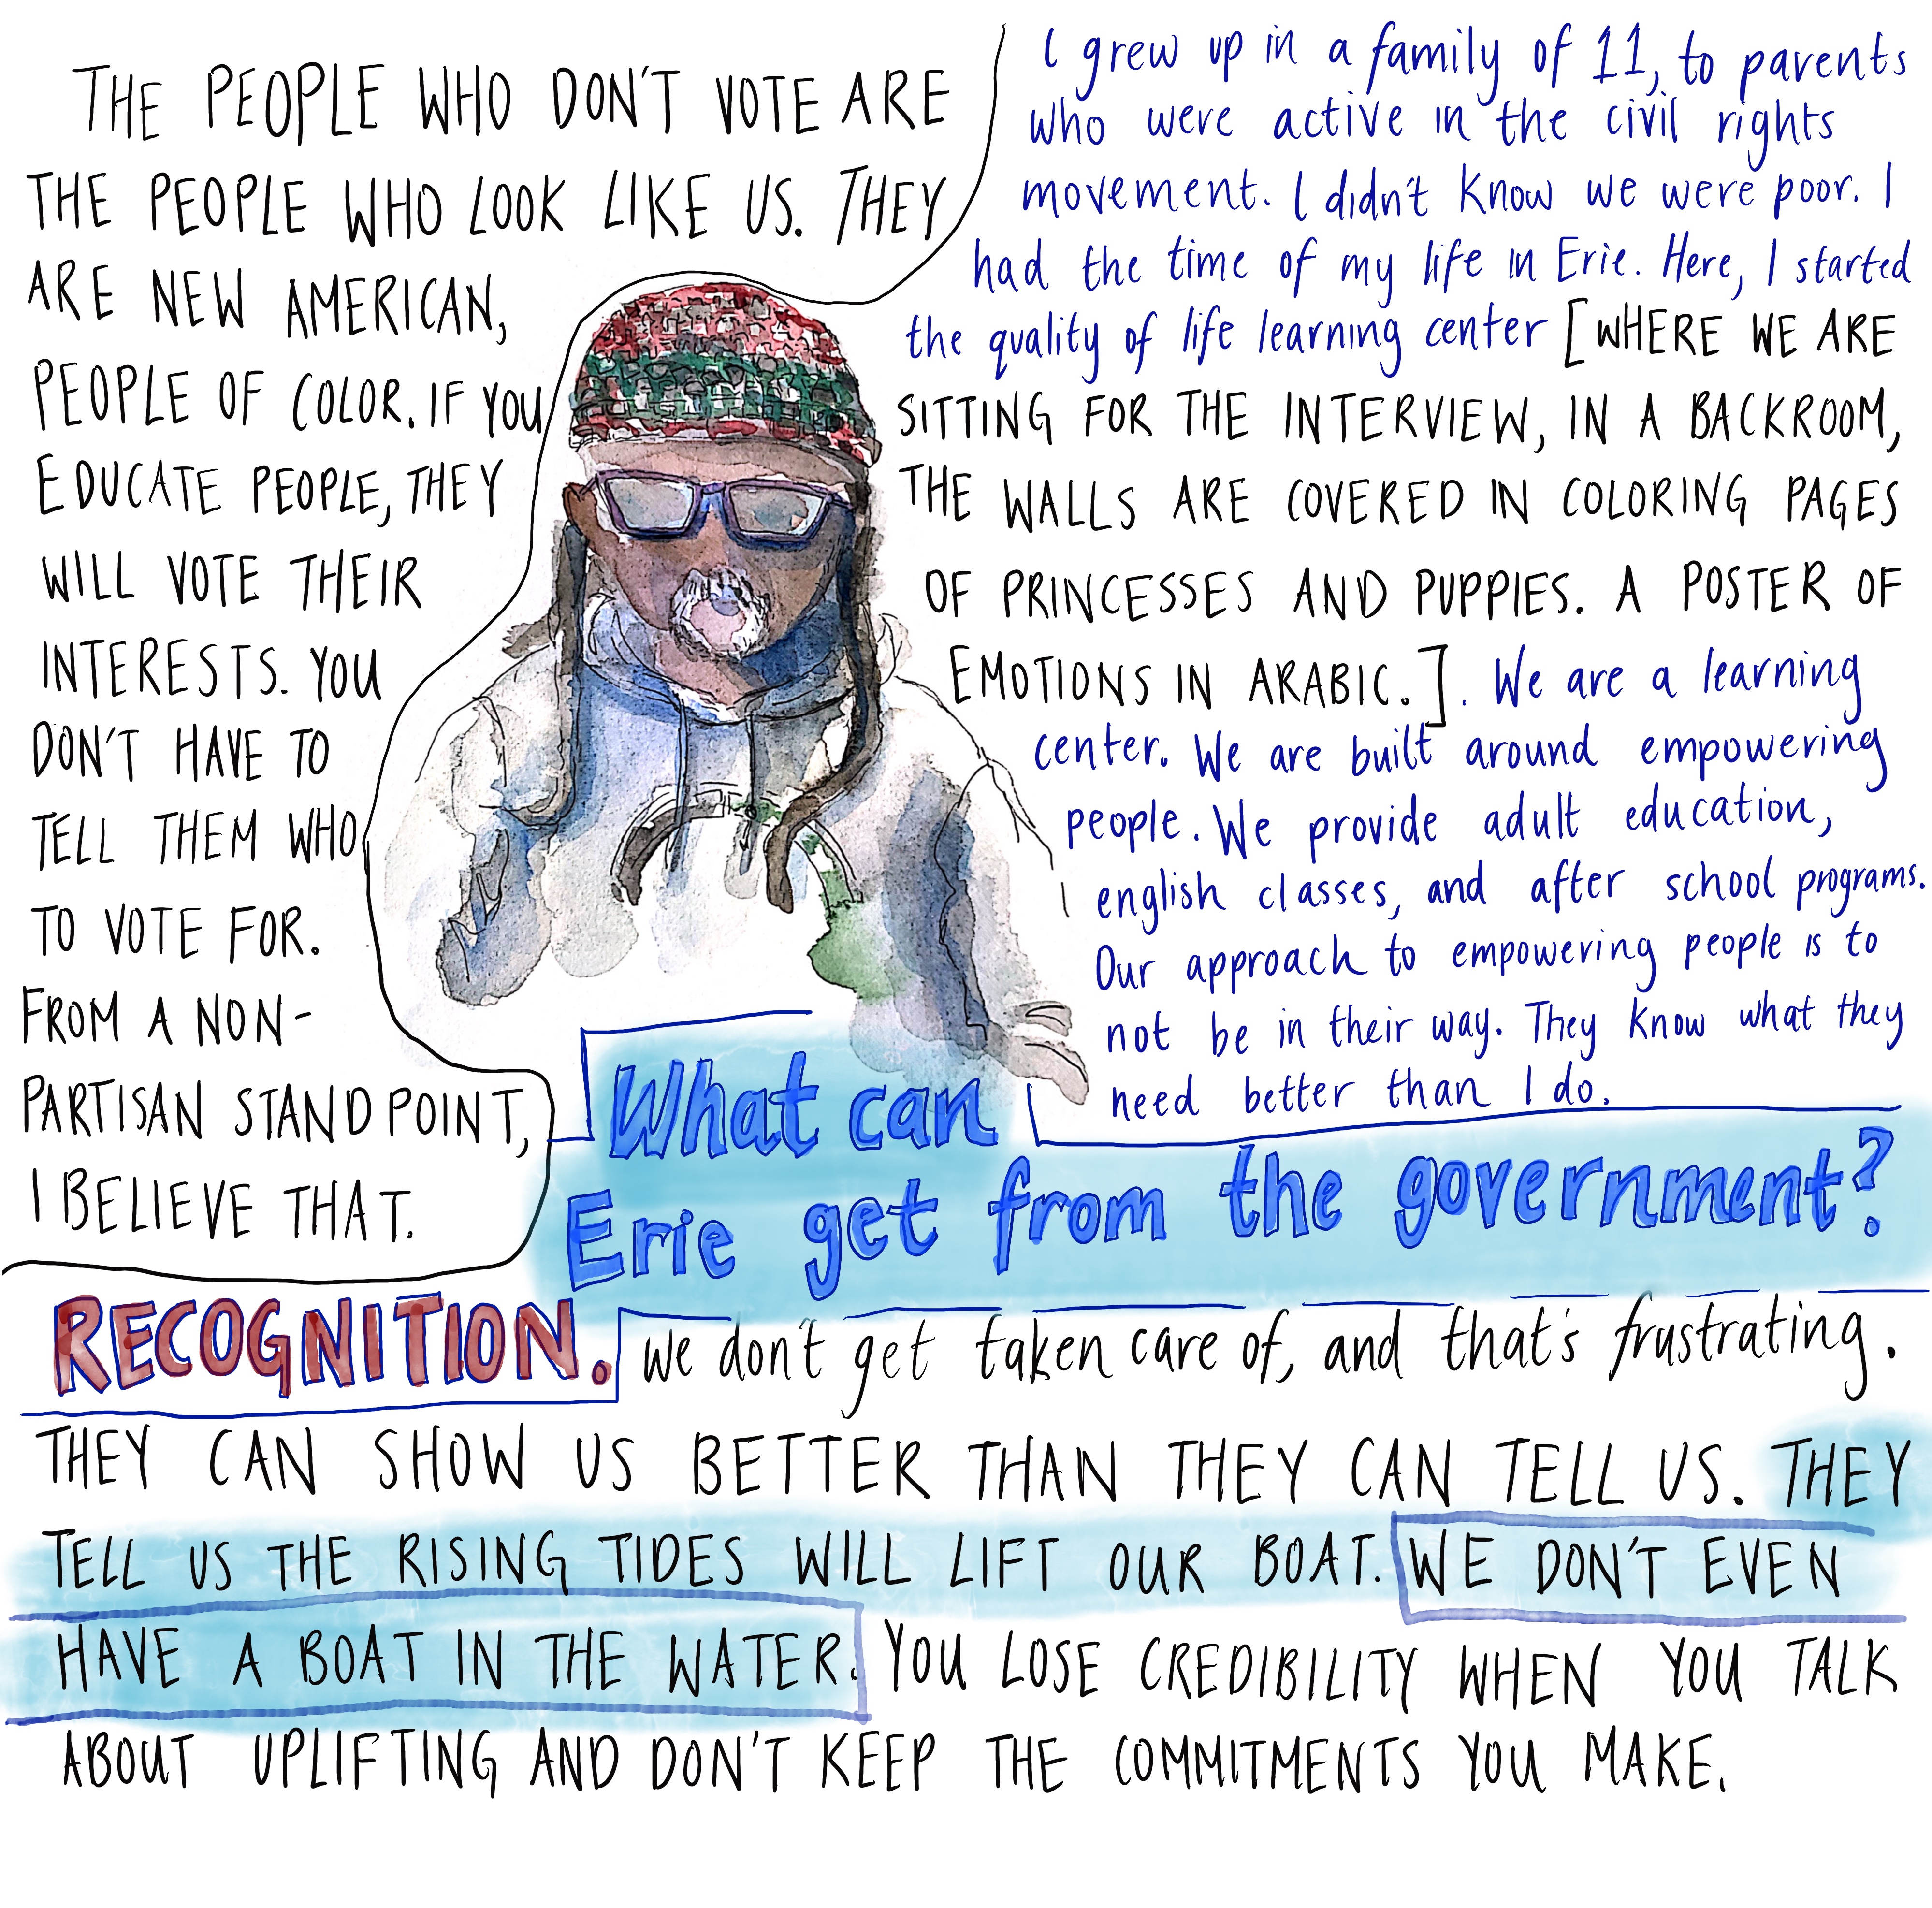 THE PEOPLE WHO DON'T VOTE ARE
THE PEOPLE WHO LOOK LIKE US. THEY
ARE NEW AMERICAN,
PEOPLE OF COLOR. IF YOU
EDUCATE PEOPLE, THEY
WILL VOTE THEIR
INTERESTS. YOU
DON'T HAVE TO
TELL THEM WHO
TO VOTE FOR.
FROM A NON-
PARTISAN STANDPOINT,
I BELIEVE THAT.
I grew up in a family of 11, to parents
who were active in the civil rights
movement. I didn't know we were poor. I
had the time of my life in Erie. Here, I started
the quality of life learning center [WHERE WE ARE
SITTING FOR THE INTERVIEW, IN A BACKROOM,
THE WALLS ARE COVERED IN COLORING PAGES
OF PRINCESSES AND PUPPIES. A POSTER OF
EMOTIONS IN ARABIC.]. We are a learning
center. We are built around empowering
people. We provide adult education,
english classes, and after school programs.
Our approach to empowering people is to
not be in their way. They know what they
need better than I do.
What can
Erie get from the government?
RECOGNITION. we don't get taken care of, and that's frustrating.
THEY CAN SHOW US BETTER THAN THEY CAN TELL US. THEY
TELL US THE RISING TIDES WILL LIFT OUR BOAT. WE DON'T EVEN
HAVE A BOAT IN THE WATER. YOU LOSE CREDIBILITY WHEN YOU TALK
ABOUT UPLIFTING AND DON'T KEEP THE COMMITMENTS YOU MAKE.